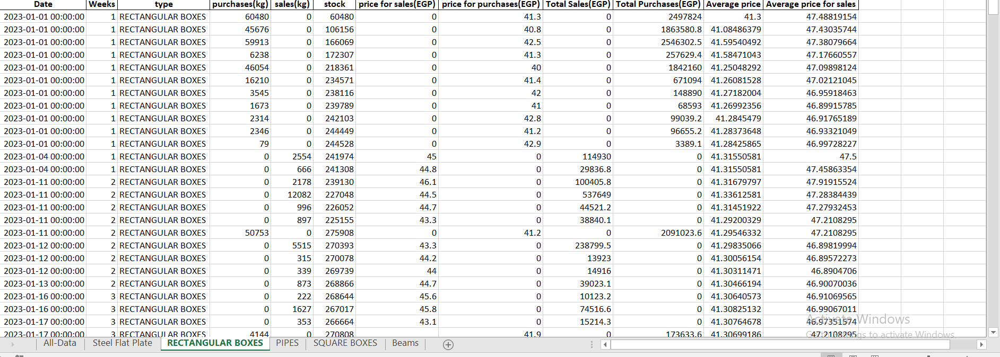 Date Weeks type purchases(kg) sales(kg) stock price for sales(EGP) price for purchases(EGP) Total Sales(EGP) Total Purchases(EGP) Average price Average price for sales
2023-01-01 00:00:00 1 RECTANGULAR BOXES 60480 0 60480 0 41.3 0 2497824 41.3 47.48819154
2023-01-01 00:00:00 1 RECTANGULAR BOXES 45676 0 106156 0 40.8 0 1863580.8 41.08486379 47.43035744
2023-01-01 00:00:00 1 RECTANGULAR BOXES 59913 0 166069 0 42.5 0 2546302.5 41.59540492 47.38079664
2023-01-01 00:00:00 1 RECTANGULAR BOXES 6238 0 172307 0 41.3 0 257629.4 41.58471043 47.17660557
2023-01-01 00:00:00 1 RECTANGULAR BOXES 46054 0 218361 0 40 0 1842160 41.25048292 47.09898124
2023-01-01 00:00:00 1 RECTANGULAR BOXES 16210 0 234571 0 41.4 0 671094 41.26081528 47.02121045
2023-01-01 00:00:00 1 RECTANGULAR BOXES 3545 0 238116 0 42 0 148890 41.27182004 46.95918463
2023-01-01 00:00:00 1 RECTANGULAR BOXES 1673 0 239789 0 41 0 68593 41.26992356 46.89915785
2023-01-01 00:00:00 1 RECTANGULAR BOXES 2314 0 242103 0 42.8 0 99039.2 41.2845479 46.91765189
2023-01-01 00:00:00 1 RECTANGULAR BOXES 2346 0 244449 0 41.2 0 96655.2 41.28373648 46.93321049
2023-01-01 00:00:00 1 RECTANGULAR BOXES 79 0 244528 0 42.9 0 3389.1 41.28425865 46.99728227
2023-01-04 00:00:00 1 RECTANGULAR BOXES 0 2554 241974 45 0 114930 0 41.31550581 47.5
2023-01-04 00:00:00 1 RECTANGULAR BOXES 0 666 241308 44.8 0 29836.8 0 41.31550581 47.45863354
2023-01-11 00:00:00 2 RECTANGULAR BOXES 0 2178 239130 46.1 0 100405.8 0 41.31679797 47.91915524
2023-01-11 00:00:00 2 RECTANGULAR BOXES 0 12082 227048 44.5 0 537649 0 41.33612581 47.28384439
2023-01-11 00:00:00 2 RECTANGULAR BOXES 0 996 226052 44.7 0 44521.2 0 41.31451922 47.27932453
2023-01-11 00:00:00 2 RECTANGULAR BOXES 0 897 225155 43.3 0 38840.1 0 41.29200329 47.2108295
2023-01-11 00:00:00 2 RECTANGULAR BOXES 50753 0 275908 0 41.2 0 2091023.6 41.29546332 47.2108295
2023-01-12 00:00:00 2 RECTANGULAR BOXES 0 5515 270393 43.3 0 238799.5 0 41.29835066 46.89819994
2023-01-12 00:00:00 2 RECTANGULAR BOXES 0 315 270078 44.2 0 13923 0 41.30056154 46.89572273
2023-01-12 00:00:00 2 RECTANGULAR BOXES 0 339 269739 44 0 14916 0 41.30311471 46.8904706
2023-01-13 00:00:00 2 RECTANGULAR BOXES 0 873 268866 44.7 0 39023.1 0 41.30466194 46.90070036
2023-01-16 00:00:00 3 RECTANGULAR BOXES 0 222 268644 45.6 0 10123.2 0 41.30640573 46.91069565
2023-01-16 00:00:00 3 RECTANGULAR BOXES 0 1627 267017 45.8 0 74516.6 0 41.30825132 46.99067011
2023-01-17 00:00:00 3 RECTANGULAR BOXES 0 353 266664 43.1 0 15214.3 0 41.30764678 46.97351574
2023-01-17 00:00:00 3 RECTANGULAR BOXES 4144 0 270808 41.9 0 173633.6 41.30699186 47.2108295
Activate Windows
Go to Settings to activate Windows.
All-Data Steel Flat Plate RECTANGULAR BOXES PIPES SQUARE BOXES Beams